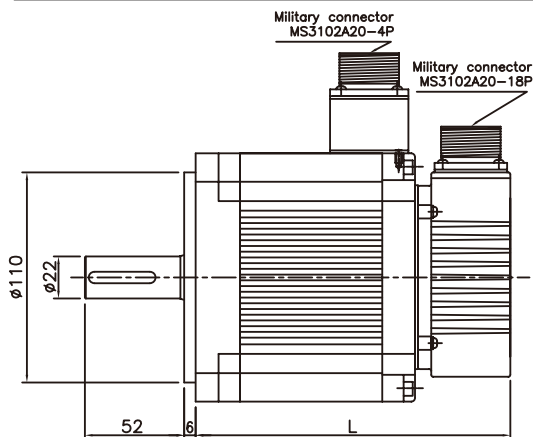 Military connector
MS3102A20-4P
Military connector
MS3102A20-18P
ø110
ø22
52
6
L